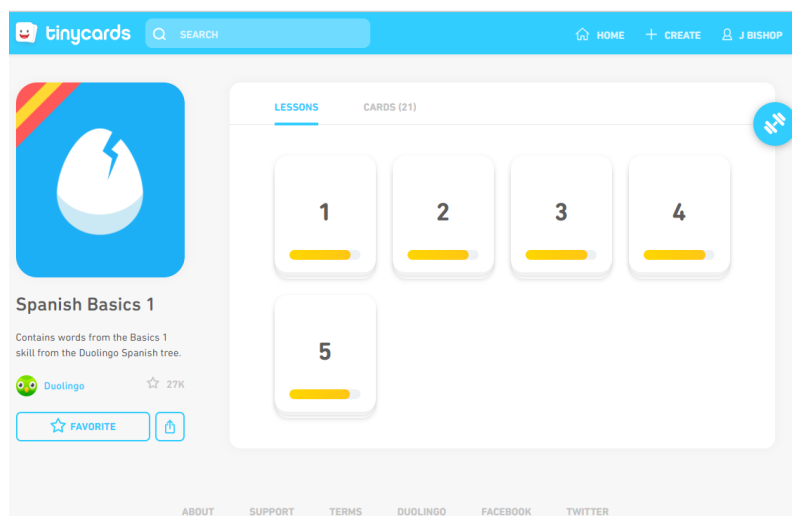 tinycards
SEARCH
HOME
CREATE
J BISHOP
LESSONS
CARDS (21)
1
2
3
4
5
Spanish Basics 1
Contains words from the Basics 1
skill from the Duolingo Spanish tree.
Duolingo
27K
FAVORITE
ABOUT
SUPPORT
TERMS
DUOLINGO
FACEBOOK
TWITTER